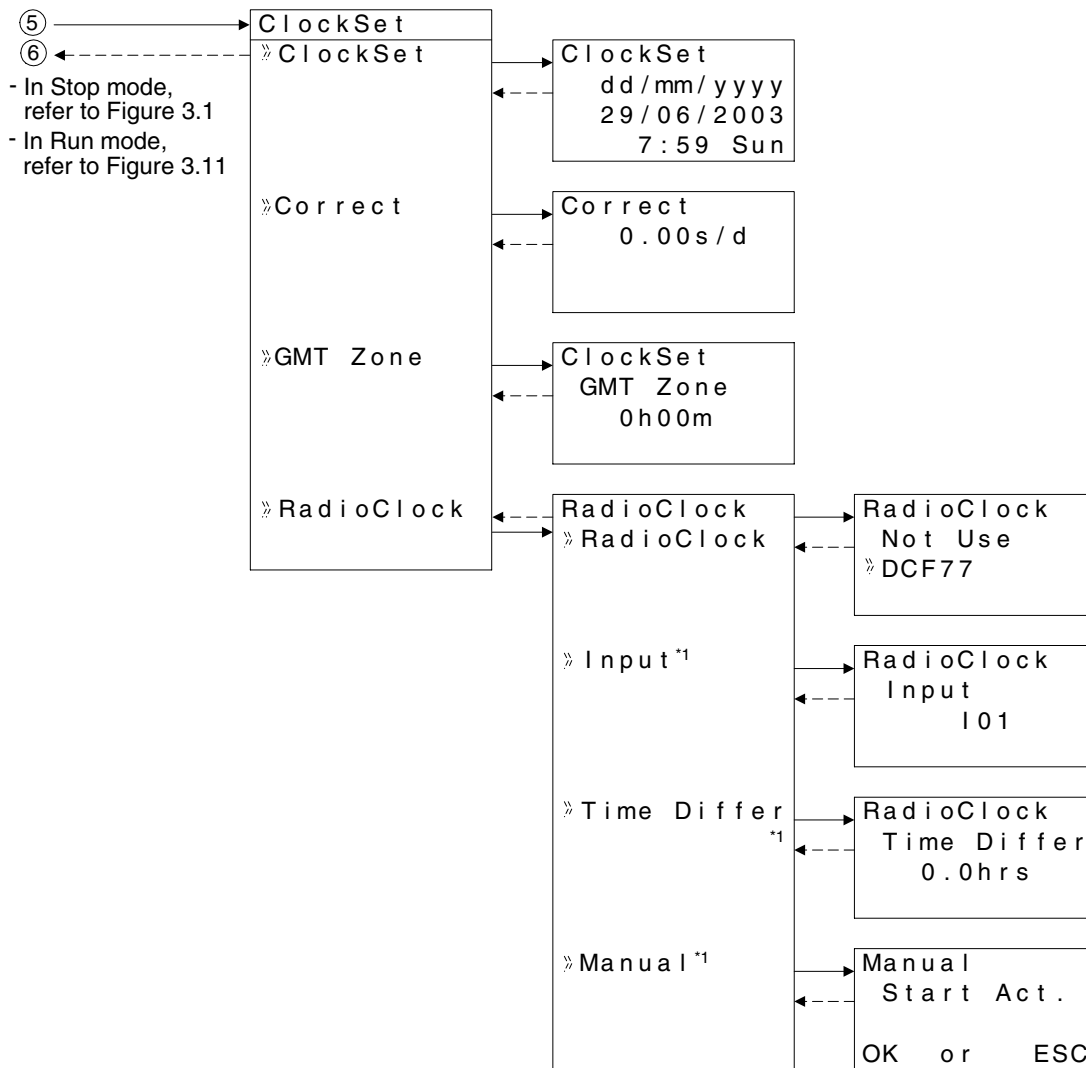 ⑤
⑥
- In Stop mode,
refer to Figure 3.1
- In Run mode,
refer to Figure 3.11
ClockSet
»ClockSet
»Correct
»GMT Zone
»RadioClock
ClockSet
dd/mm/yyyy
29/06/2003
7:59 Sun
Correct
0.00s/d
ClockSet
GMT Zone
0h00m
RadioClock
»RadioClock
»Input*1
»Time Differ
*1
»Manual*1
RadioClock
Not Use
»DCF77
RadioClock
Input
I01
RadioClock
Time Differ
0.0hrs
Manual
Start Act.
OK or ESC